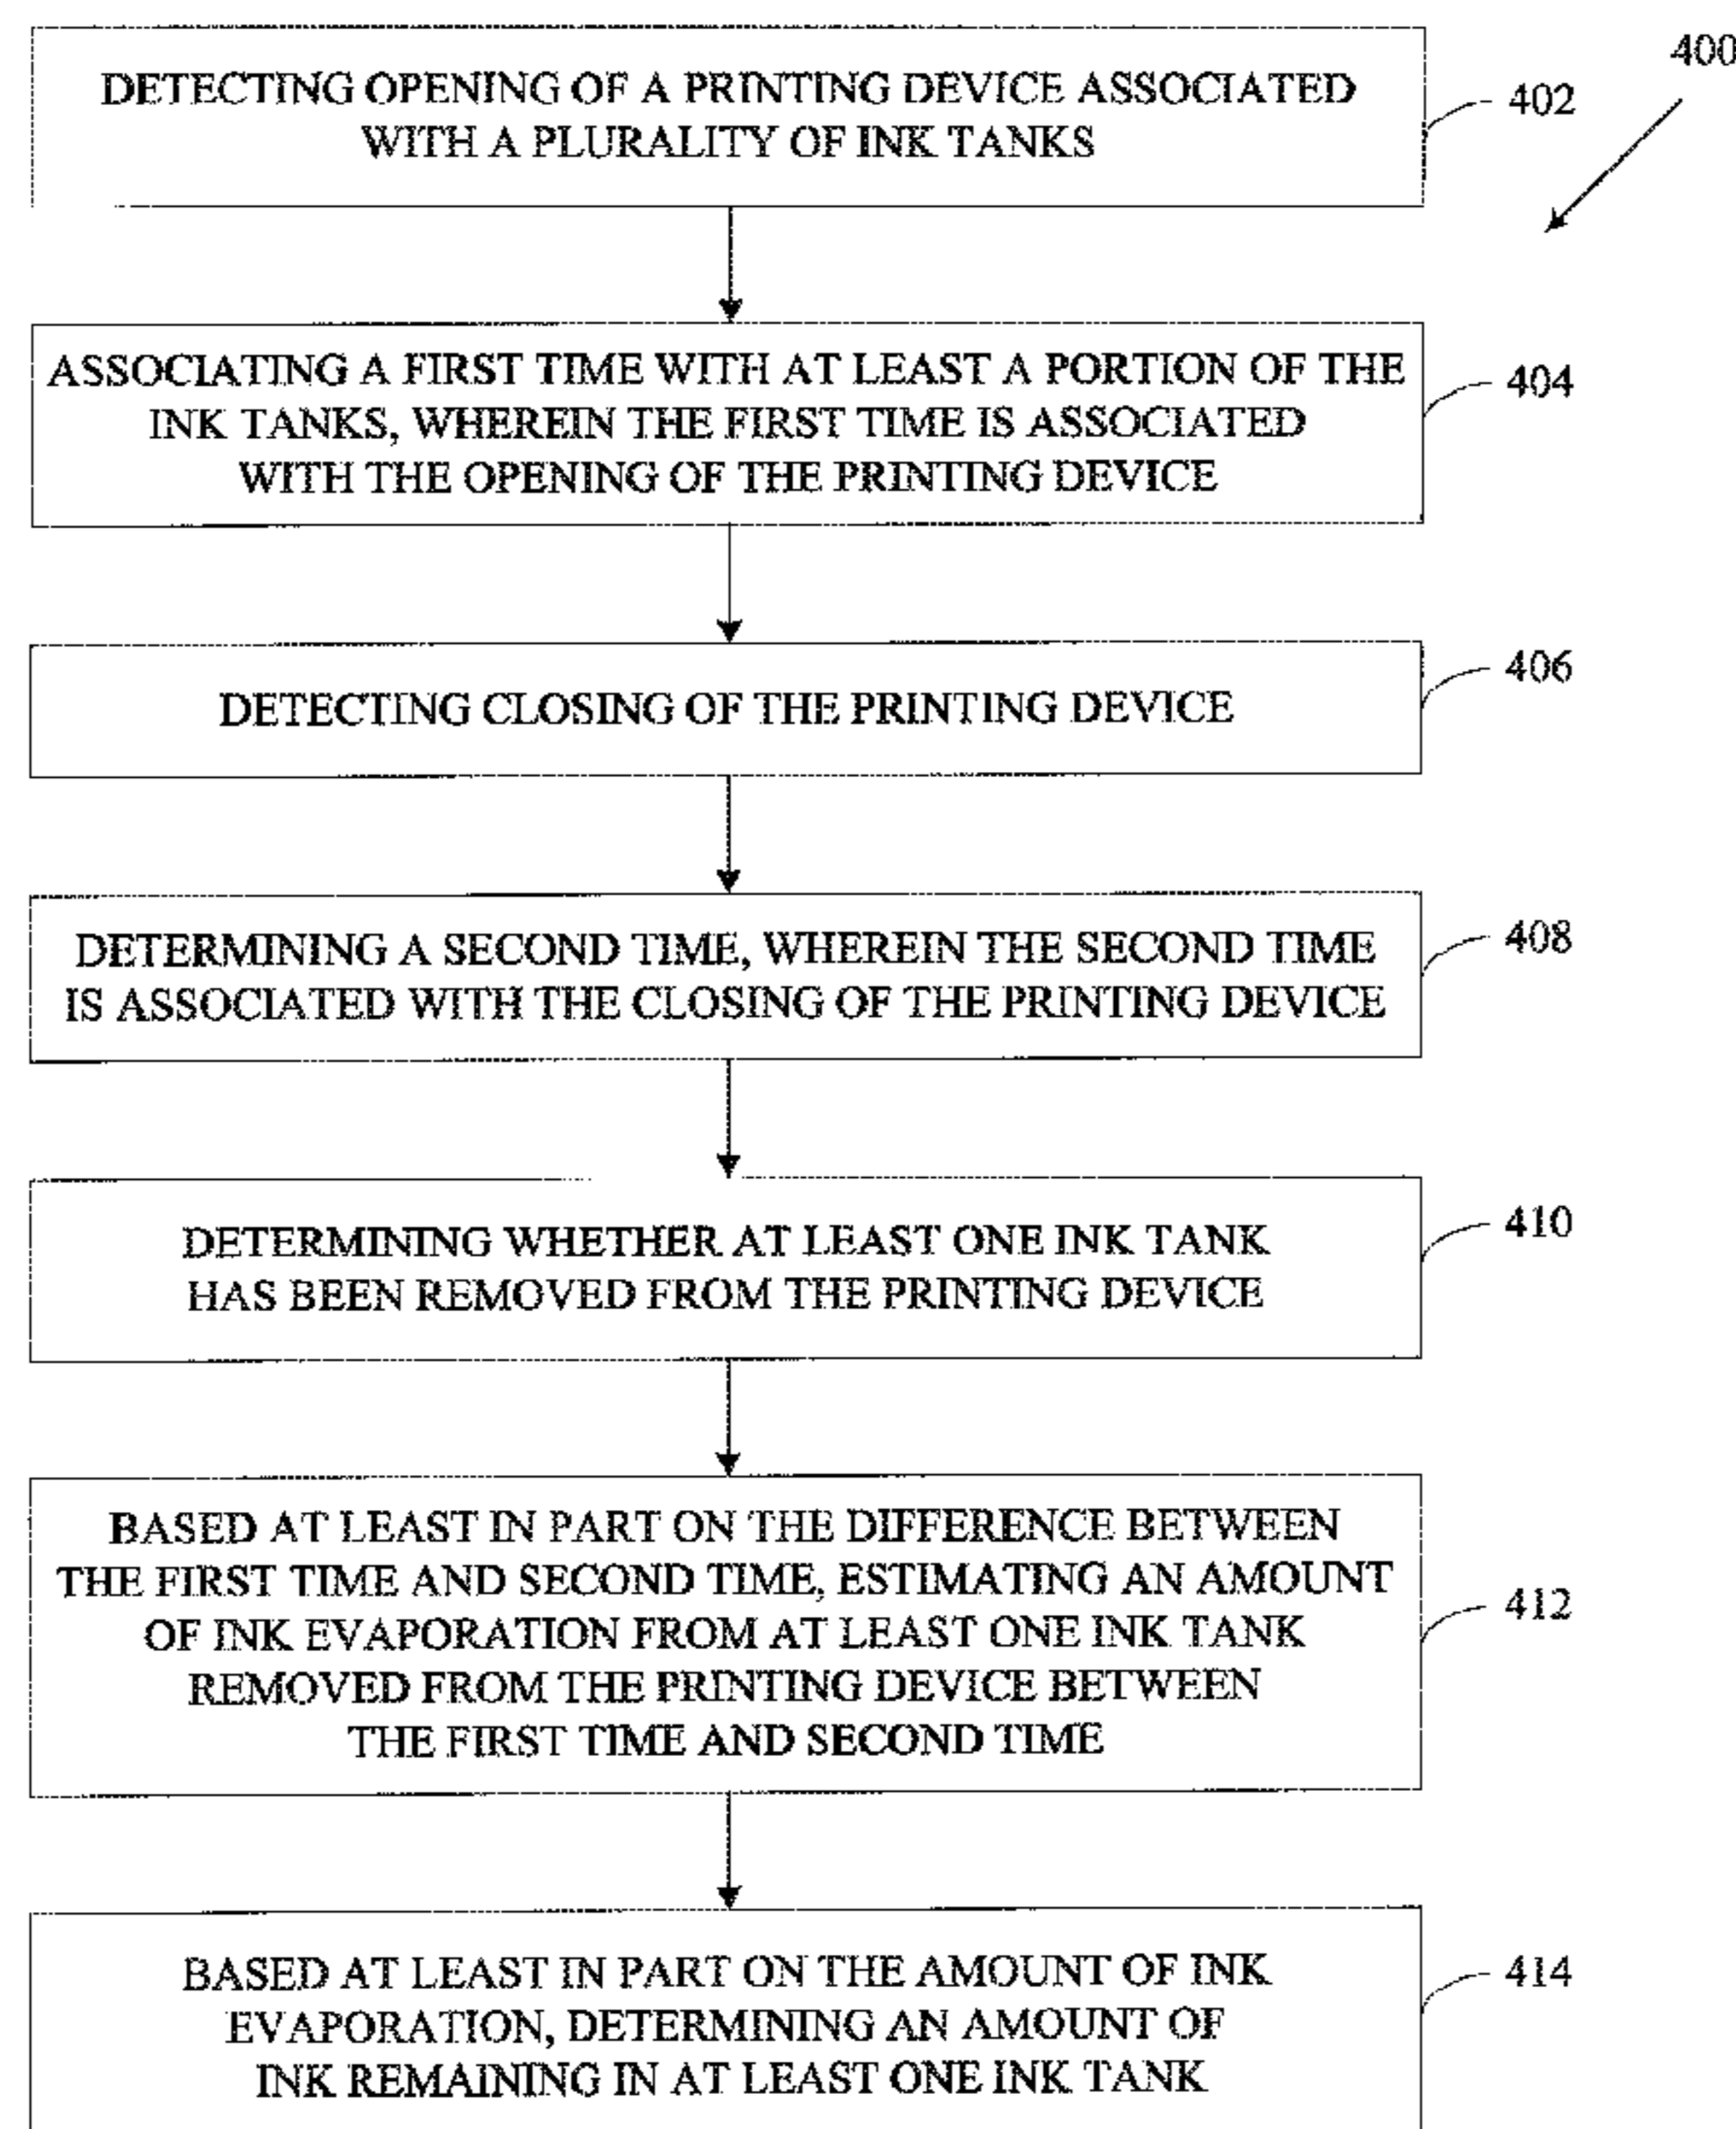 400
DETECTING OPENING OF A PRINTING DEVICE ASSOCIATED
WITH A PLURALITY OF INK TANKS
402
ASSOCIATING A FIRST TIME WITH AT LEAST A PORTION OF THE
INK TANKS, WHEREIN THE FIRST TIME IS ASSOCIATED
WITH THE OPENING OF THE PRINTING DEVICE
404
DETECTING CLOSING OF THE PRINTING DEVICE
406
DETERMINING A SECOND TIME, WHEREIN THE SECOND TIME
IS ASSOCIATED WITH THE CLOSING OF THE PRINTING DEVICE
408
DETERMINING WHETHER AT LEAST ONE INK TANK
HAS BEEN REMOVED FROM THE PRINTING DEVICE
410
BASED AT LEAST IN PART ON THE DIFFERENCE BETWEEN
THE FIRST TIME AND SECOND TIME, ESTIMATING AN AMOUNT
OF INK EVAPORATION FROM AT LEAST ONE INK TANK
REMOVED FROM THE PRINTING DEVICE BETWEEN
THE FIRST TIME AND SECOND TIME
412
BASED AT LEAST IN PART ON THE AMOUNT OF INK
EVAPORATION, DETERMINING AN AMOUNT OF
INK REMAINING IN AT LEAST ONE INK TANK
414